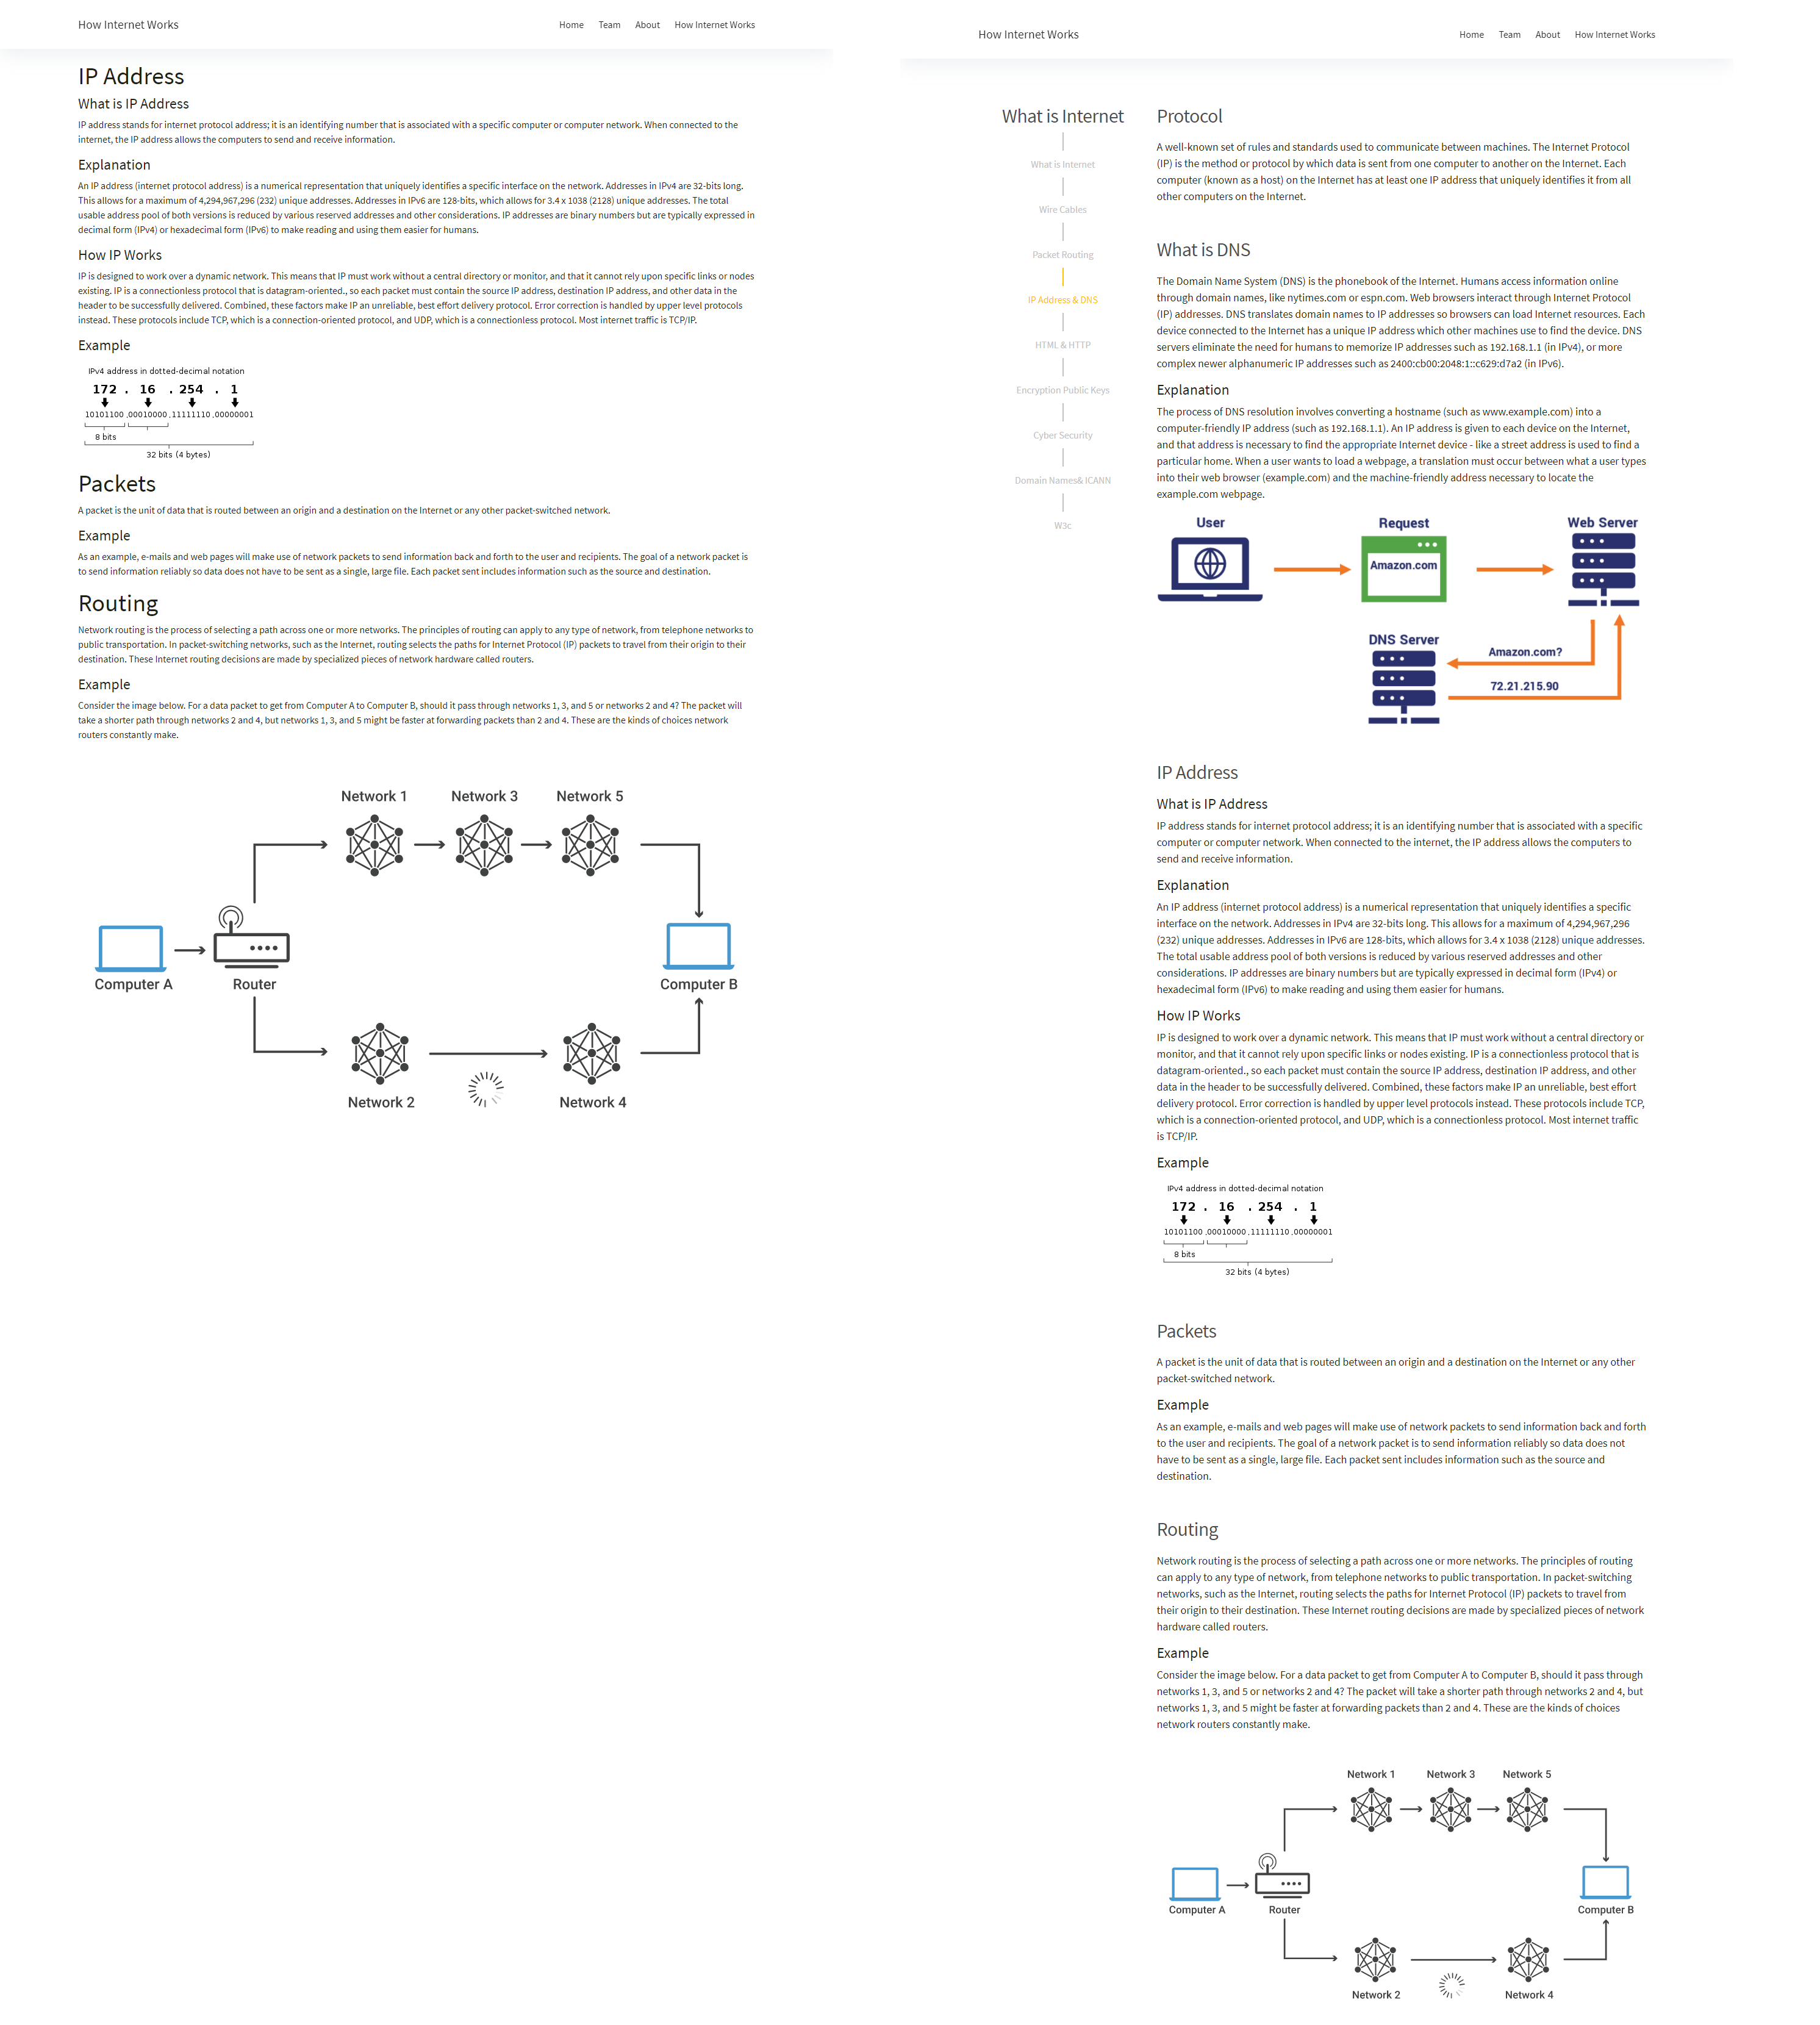 How Internet Works
Home Team About How Internet Works
IP Address
What is IP Address
IP address stands for internet protocol address; it is an identifying number that is associated with a specific computer or computer network. When connected to the
internet, the IP address allows the computers to send and receive information.
Explanation
An IP address (internet protocol address) is a numerical representation that uniquely identifies a specific interface on the network. Addresses in IPv4 are 32-bits long.
This allows for a maximum of 4,294,967,296 (232) unique addresses. Addresses in IPv6 are 128-bits, which allows for 3.4 x 1038 (2128) unique addresses. The total
usable address pool of both versions is reduced by various reserved addresses and other considerations. IP addresses are binary numbers but are typically expressed in
decimal form (IPv4) or hexadecimal form (IPv6) to make reading and using them easier for humans.
How IP Works
IP is designed to work over a dynamic network. This means that IP must work without a central directory or monitor, and that it cannot rely upon specific links or nodes
existing. IP is a connectionless protocol that is datagram-oriented., so each packet must contain the source IP address, destination IP address, and other data in the
header to be successfully delivered. Combined, these factors make IP an unreliable, best effort delivery protocol. Error correction is handled by upper level protocols
instead. These protocols include TCP, which is a connection-oriented protocol, and UDP, which is a connectionless protocol. Most internet traffic is TCP/IP.
Example
IPv4 address in dotted-decimal notation
172 . 16 . 254 . 1
10101100 .00010000 .11111110 .00000001
8 bits
32 bits (4 bytes)
Packets
A packet is the unit of data that is routed between an origin and a destination on the Internet or any other packet-switched network.
Example
As an example, e-mails and web pages will make use of network packets to send information back and forth to the user and recipients. The goal of a network packet is
to send information reliably so data does not have to be sent as a single, large file. Each packet sent includes information such as the source and destination.
Routing
Network routing is the process of selecting a path across one or more networks. The principles of routing can apply to any type of network, from telephone networks to
public transportation. In packet-switching networks, such as the Internet, routing selects the paths for Internet Protocol (IP) packets to travel from their origin to their
destination. These Internet routing decisions are made by specialized pieces of network hardware called routers.
Example
Consider the image below. For a data packet to get from Computer A to Computer B, should it pass through networks 1, 3, and 5 or networks 2 and 4? The packet will
take a shorter path through networks 2 and 4, but networks 1, 3, and 5 might be faster at forwarding packets than 2 and 4. These are the kinds of choices network
routers constantly make.
Network 1 Network 3 Network 5
Computer A Router Computer B
Network 2 Network 4
How Internet Works
Home Team About How Internet Works
What is Internet
What is Internet
Wire Cables
Packet Routing
IP Address & DNS
HTML & HTTP
Encryption Public Keys
Cyber Security
Domain Names& ICANN
W3c
Protocol
A well-known set of rules and standards used to communicate between machines. The Internet Protocol
(IP) is the method or protocol by which data is sent from one computer to another on the Internet. Each
computer (known as a host) on the Internet has at least one IP address that uniquely identifies it from all
other computers on the Internet.
What is DNS
The Domain Name System (DNS) is the phonebook of the Internet. Humans access information online
through domain names, like nytimes.com or espn.com. Web browsers interact through Internet Protocol
(IP) addresses. DNS translates domain names to IP addresses so browsers can load Internet resources. Each
device connected to the Internet has a unique IP address which other machines use to find the device. DNS
servers eliminate the need for humans to memorize IP addresses such as 192.168.1.1 (in IPv4), or more
complex newer alphanumeric IP addresses such as 2400:cb00:2048:1::c629:d7a2 (in IPv6).
Explanation
The process of DNS resolution involves converting a hostname (such as www.example.com) into a
computer-friendly IP address (such as 192.168.1.1). An IP address is given to each device on the Internet,
and that address is necessary to find the appropriate Internet device - like a street address is used to find a
particular home. When a user wants to load a webpage, a translation must occur between what a user types
into their web browser (example.com) and the machine-friendly address necessary to locate the
example.com webpage.
User Request Web Server
Amazon.com
DNS Server
Amazon.com?
72.21.215.90
IP Address
What is IP Address
IP address stands for internet protocol address; it is an identifying number that is associated with a specific
computer or computer network. When connected to the internet, the IP address allows the computers to
send and receive information.
Explanation
An IP address (internet protocol address) is a numerical representation that uniquely identifies a specific
interface on the network. Addresses in IPv4 are 32-bits long. This allows for a maximum of 4,294,967,296
(232) unique addresses. Addresses in IPv6 are 128-bits, which allows for 3.4 x 1038 (2128) unique addresses.
The total usable address pool of both versions is reduced by various reserved addresses and other
considerations. IP addresses are binary numbers but are typically expressed in decimal form (IPv4) or
hexadecimal form (IPv6) to make reading and using them easier for humans.
How IP Works
IP is designed to work over a dynamic network. This means that IP must work without a central directory or
monitor, and that it cannot rely upon specific links or nodes existing. IP is a connectionless protocol that is
datagram-oriented., so each packet must contain the source IP address, destination IP address, and other
data in the header to be successfully delivered. Combined, these factors make IP an unreliable, best effort
delivery protocol. Error correction is handled by upper level protocols instead. These protocols include TCP,
which is a connection-oriented protocol, and UDP, which is a connectionless protocol. Most internet traffic
is TCP/IP.
Example
IPv4 address in dotted-decimal notation
172 . 16 . 254 . 1
10101100 .00010000 .11111110 .00000001
8 bits
32 bits (4 bytes)
Packets
A packet is the unit of data that is routed between an origin and a destination on the Internet or any other
packet-switched network.
Example
As an example, e-mails and web pages will make use of network packets to send information back and forth
to the user and recipients. The goal of a network packet is to send information reliably so data does not
have to be sent as a single, large file. Each packet sent includes information such as the source and
destination.
Routing
Network routing is the process of selecting a path across one or more networks. The principles of routing
can apply to any type of network, from telephone networks to public transportation. In packet-switching
networks, such as the Internet, routing selects the paths for Internet Protocol (IP) packets to travel from
their origin to their destination. These Internet routing decisions are made by specialized pieces of network
hardware called routers.
Example
Consider the image below. For a data packet to get from Computer A to Computer B, should it pass through
networks 1, 3, and 5 or networks 2 and 4? The packet will take a shorter path through networks 2 and 4, but
networks 1, 3, and 5 might be faster at forwarding packets than 2 and 4. These are the kinds of choices
network routers constantly make.
Network 1 Network 3 Network 5
Computer A Router Computer B
Network 2 Network 4